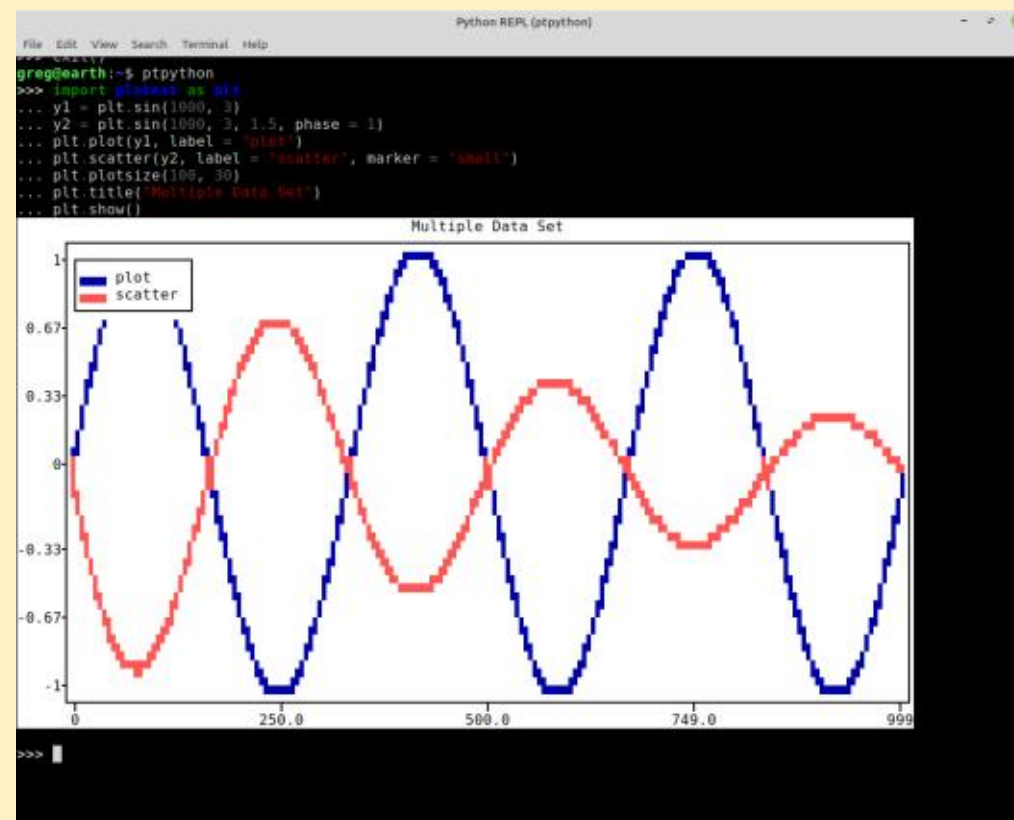 Python REPL (ptpython)
File Edit View Search Terminal Help
>>> exit()
greg@earth:~$ ptpython
>>> import plotext as plt
... y1 = plt.sin(1000, 3)
... y2 = plt.sin(1000, 3, 1.5, phase = 1)
... plt.plot(y1, label = "plot")
... plt.scatter(y2, label = "scatter", marker = "small")
... plt.plotsize(100, 30)
... plt.title("Multiple Data Set")
... plt.show()
Multiple Data Set
1
plot
scatter
0.67
0.33
0
-0.33
-0.67
-1
0 250.0 500.0 749.0 999
>>>